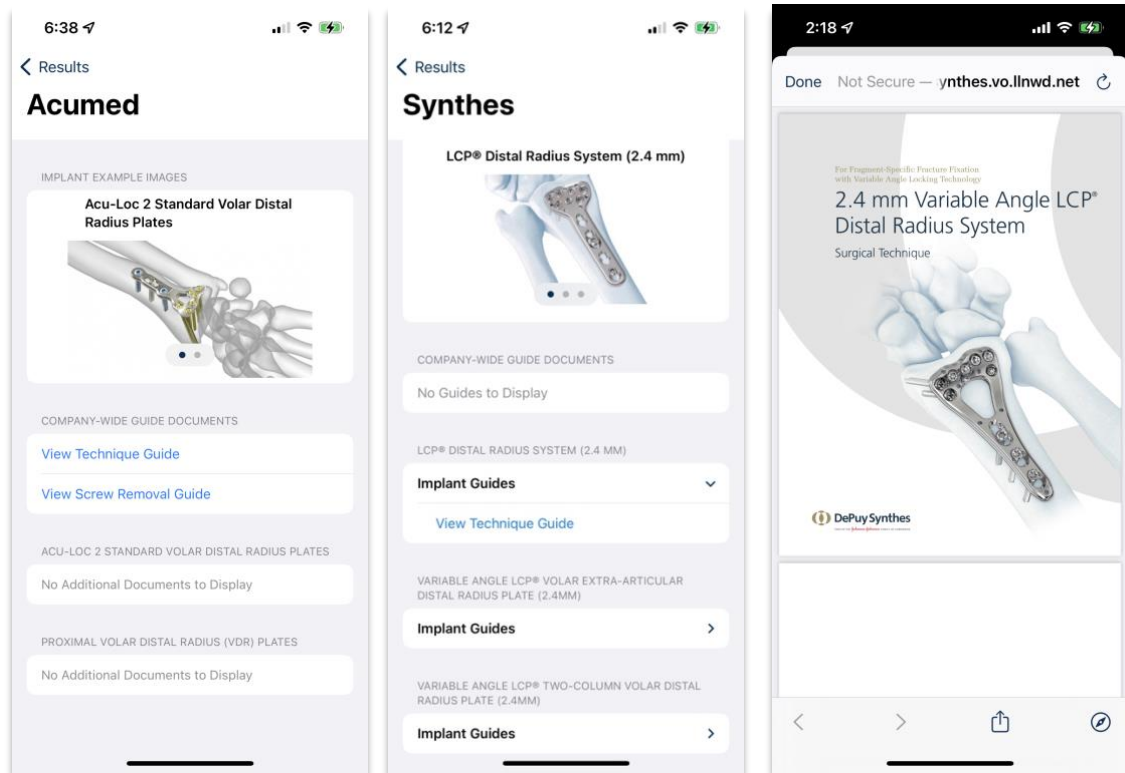 6:38
Results
Acumed
IMPLANT EXAMPLE IMAGES
Acu-Loc 2 Standard Volar Distal
Radius Plates
COMPANY-WIDE GUIDE DOCUMENTS
View Technique Guide
View Screw Removal Guide
ACU-LOC 2 STANDARD VOLAR DISTAL RADIUS PLATES
No Additional Documents to Display
PROXIMAL VOLAR DISTAL RADIUS (VDR) PLATES
No Additional Documents to Display
6:12
Results
Synthes
LCP® Distal Radius System (2.4 mm)
COMPANY-WIDE GUIDE DOCUMENTS
No Guides to Display
LCP® DISTAL RADIUS SYSTEM (2.4 MM)
Implant Guides
View Technique Guide
VARIABLE ANGLE LCP® VOLAR EXTRA-ARTICULAR
DISTAL RADIUS PLATE (2.4MM)
Implant Guides
VARIABLE ANGLE LCP® TWO-COLUMN VOLAR DISTAL
RADIUS PLATE (2.4MM)
Implant Guides
2:18
Done Not Secure — ynthes.vo.llnwd.net
For Fragment-Specific Fracture Fixation
with Variable Angle Locking Technology
2.4 mm Variable Angle LCP®
Distal Radius System
Surgical Technique
DePuy Synthes